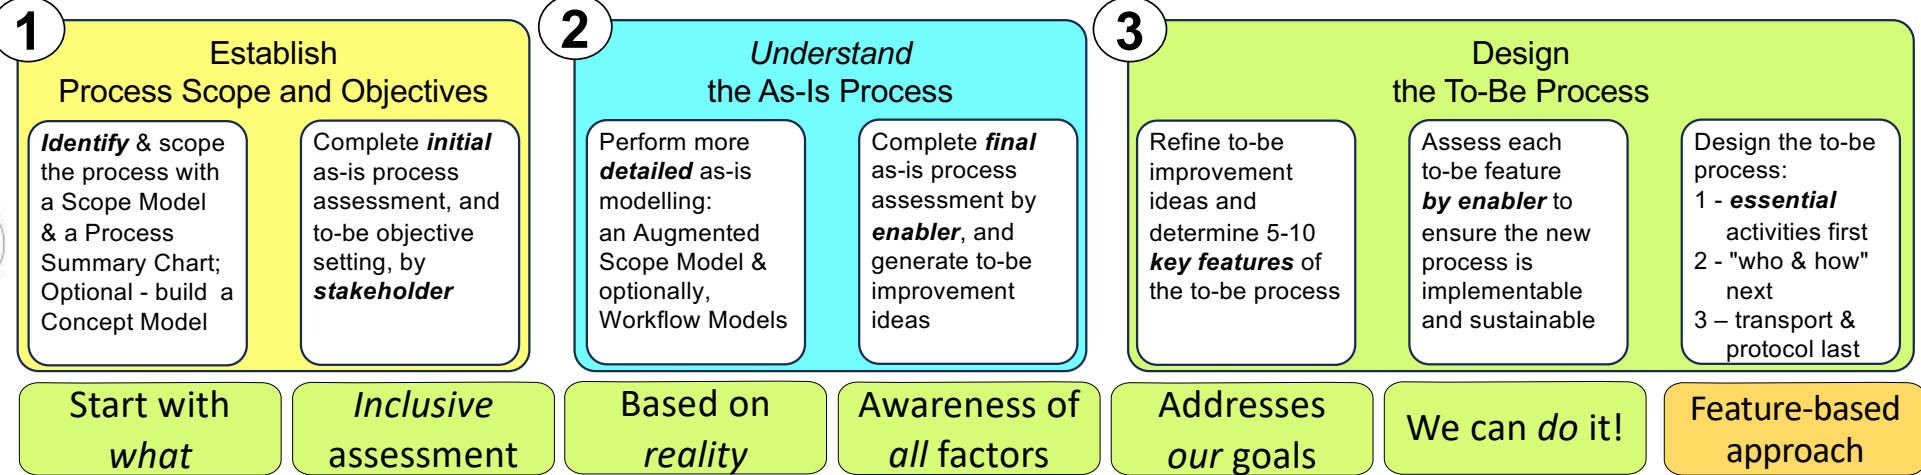 1
Establish
Process Scope and Objectives
Identify & scope
the process with
a Scope Model
& a Process
Summary Chart;
Optional - build a
Concept Model
Complete initial
as-is process
assessment, and
to-be objective
setting, by
stakeholder
2
Understand
the As-Is Process
Perform more
detailed as-is
modelling:
an Augmented
Scope Model &
optionally,
Workflow Models
Complete final
as-is process
assessment by
enabler, and
generate to-be
improvement
ideas
3
Design
the To-Be Process
Refine to-be
improvement
ideas and
determine 5-10
key features of
the to-be process
Assess each
to-be feature
by enabler to
ensure the new
process is
implementable
and sustainable
Design the to-be
process:
1 - essential
activities first
2 - "who & how"
next
3 – transport &
protocol last
Start with
what
Inclusive
assessment
Based on
reality
Awareness of
all factors
Addresses
our goals
We can do it!
Feature-based
approach